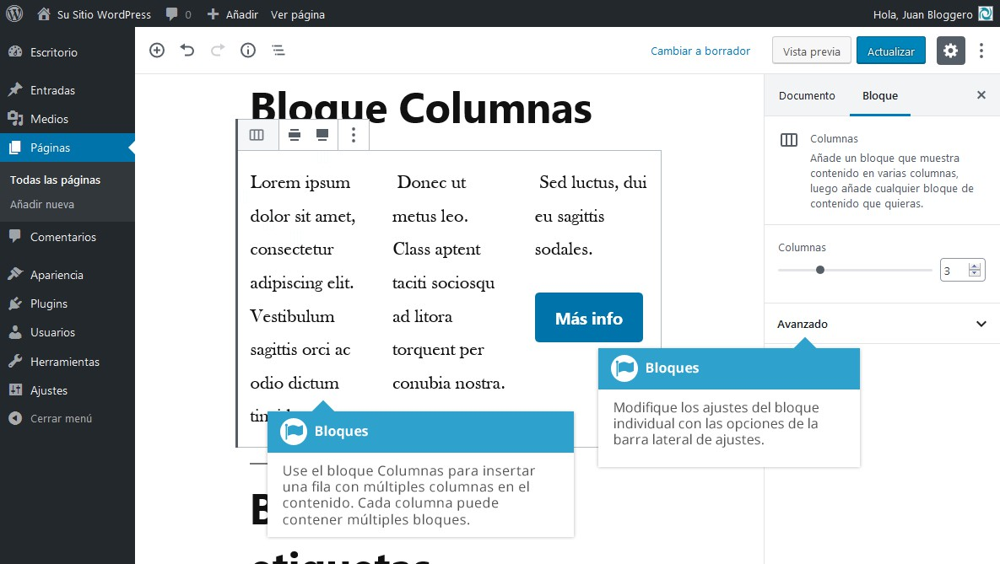 Su Sitio WordPress
0
Añadir
Ver página
Hola, Juan Bloggero
Escritorio
Entradas
Medios
Páginas
Todas las páginas
Añadir nueva
Comentarios
Apariencia
Plugins
Usuarios
Herramientas
Ajustes
Cerrar menú
Cambiar a borrador
Vista previa
Actualizar
Bloque Columnas
Lorem ipsum
dolor sit amet,
consectetur
adipiscing elit.
Vestibulum
sagittis orci ac
odio dictum
Donec ut
metus leo.
Class aptent
taciti sociosqu
ad litora
torquent per
conubia nostra.
Sed luctus, dui
eu sagittis
sodales.
Más info
Bloques
Use el bloque Columnas para insertar
una fila con múltiples columnas en el
contenido. Cada columna puede
contener múltiples bloques.
etiquetas
Documento
Bloque
Columnas
Añade un bloque que muestra
contenido en varias columnas,
luego añade cualquier bloque de
contenido que quieras.
Columnas
3
Avanzado
Bloques
Modifique los ajustes del bloque
individual con las opciones de la
barra lateral de ajustes.